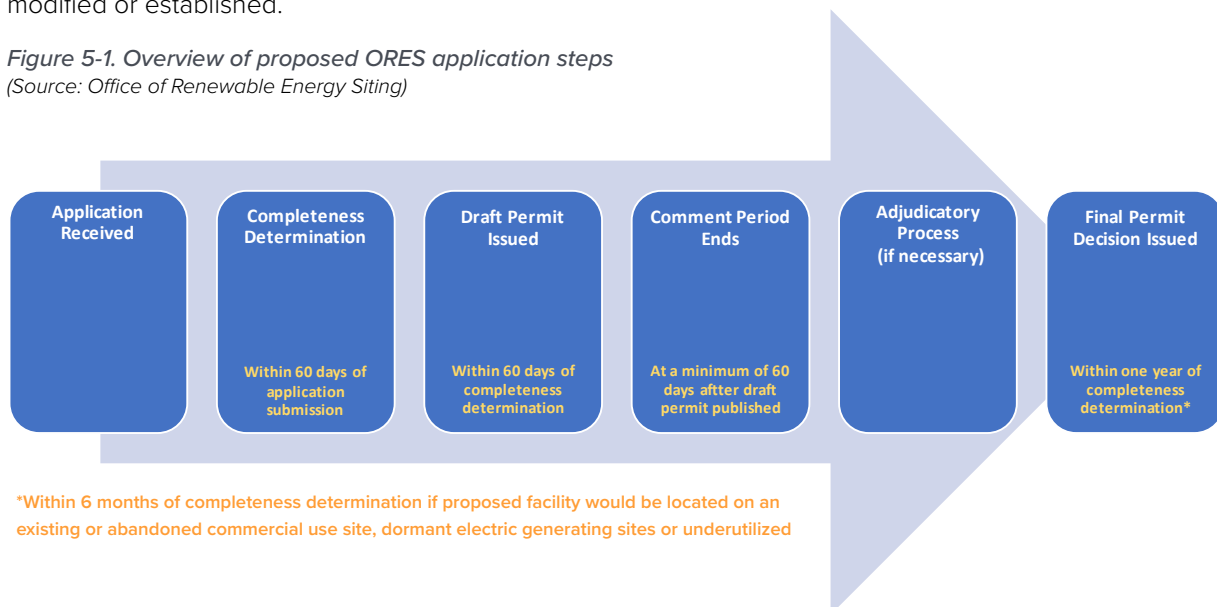 modified or established.
Figure 5-1. Overview of proposed ORES application steps
(Source: Office of Renewable Energy Siting)
Application
Received
Completeness
Determination
Within 60 days of
application
submission
Draft Permit
Issued
Within 60 days of
completeness
determination
Comment Period
Ends
At a minimum of 60
days aftter draft
permit published
Adjudicatory
Process
(if necessary)
Final Permit
Decision Issued
Within one year of
completeness
determination*
*Within 6 months of completeness determination if proposed facility would be located on an
existing or abandoned commercial use site, dormant electric generating sites or underutilized